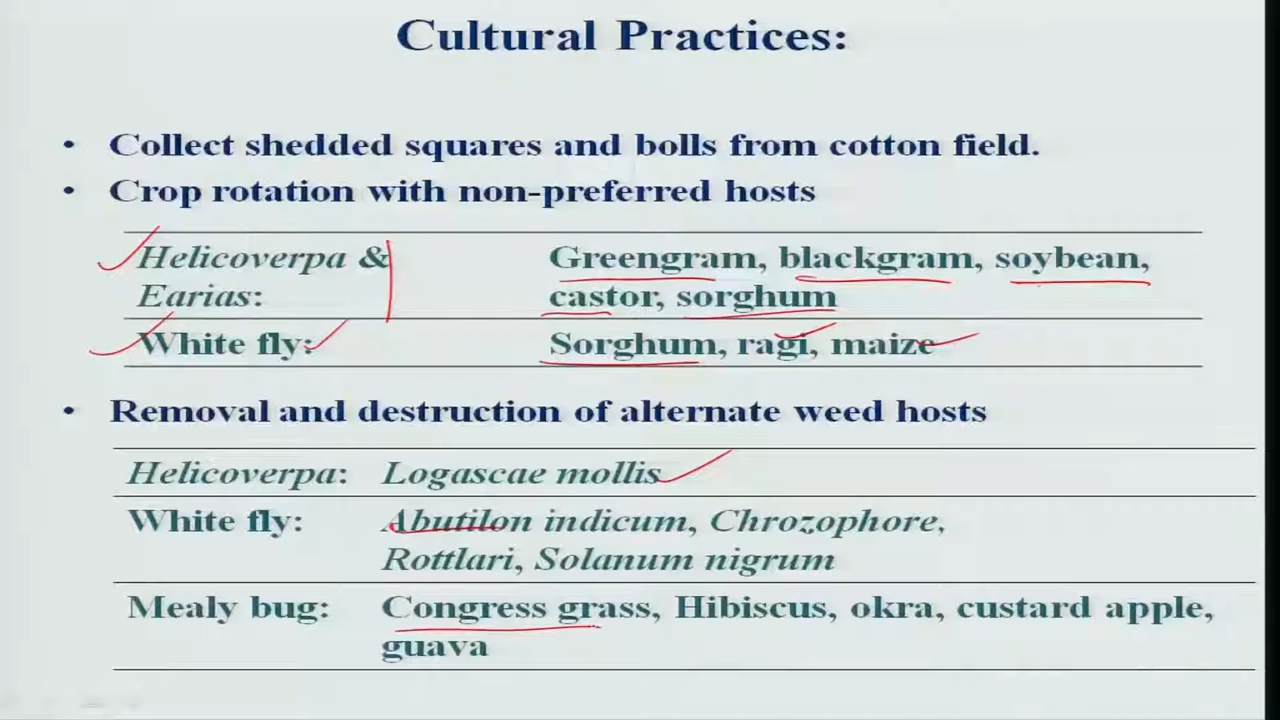 Cultural Practices:
• Collect shedded squares and bolls from cotton field.
• Crop rotation with non-preferred hosts
Helicoverpa & Greengram, blackgram, soybean,
Earias: castor, sorghum
White fly: Sorghum, ragi, maize
• Removal and destruction of alternate weed hosts
Helicoverpa: Logascae mollis
White fly: Abutilon indicum, Chrozophore,
Rottlari, Solanum nigrum
Mealy bug: Congress grass, Hibiscus, okra, custard apple,
guava